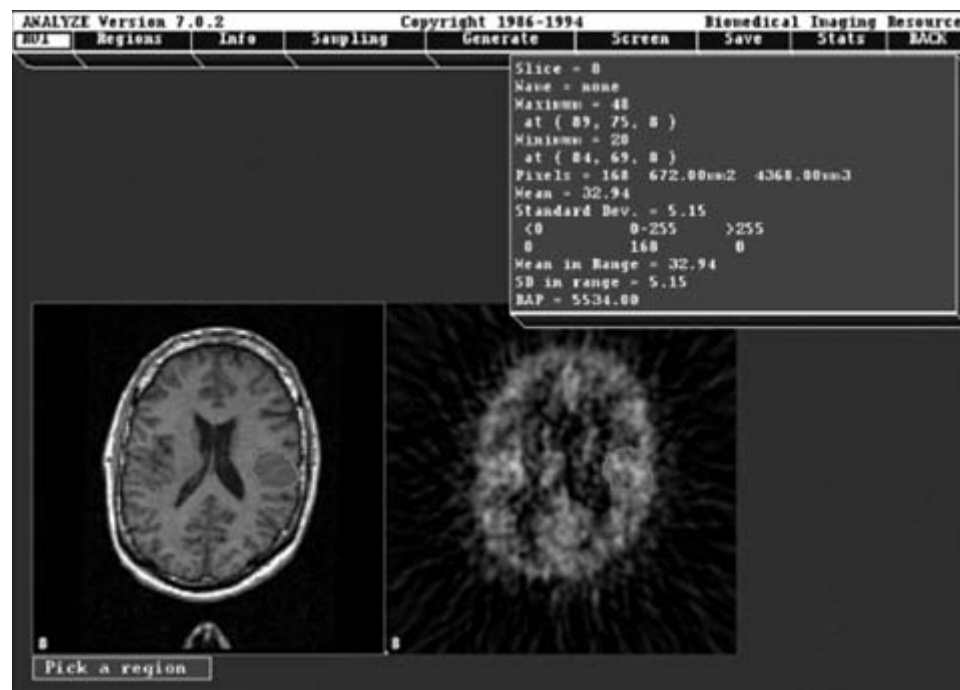 ANALYZE Version 7.0.2 Copyright 1986-1994 Biomedical Imaging Resource
ROI Regions Info Sampling Generate Screen Save Stats BACK
Slice = 8
Name = none
Maximum = 48
at ( 89, 75, 8 )
Minimum = 20
at ( 84, 69, 8 )
Pixels = 168 672.00mm2 4368.00mm3
Mean = 32.94
Standard Dev. = 5.15
<0 0-255 >255
0 168 0
Mean in Range = 32.94
SD in range = 5.15
BAP = 5534.00
8 8
Pick a region